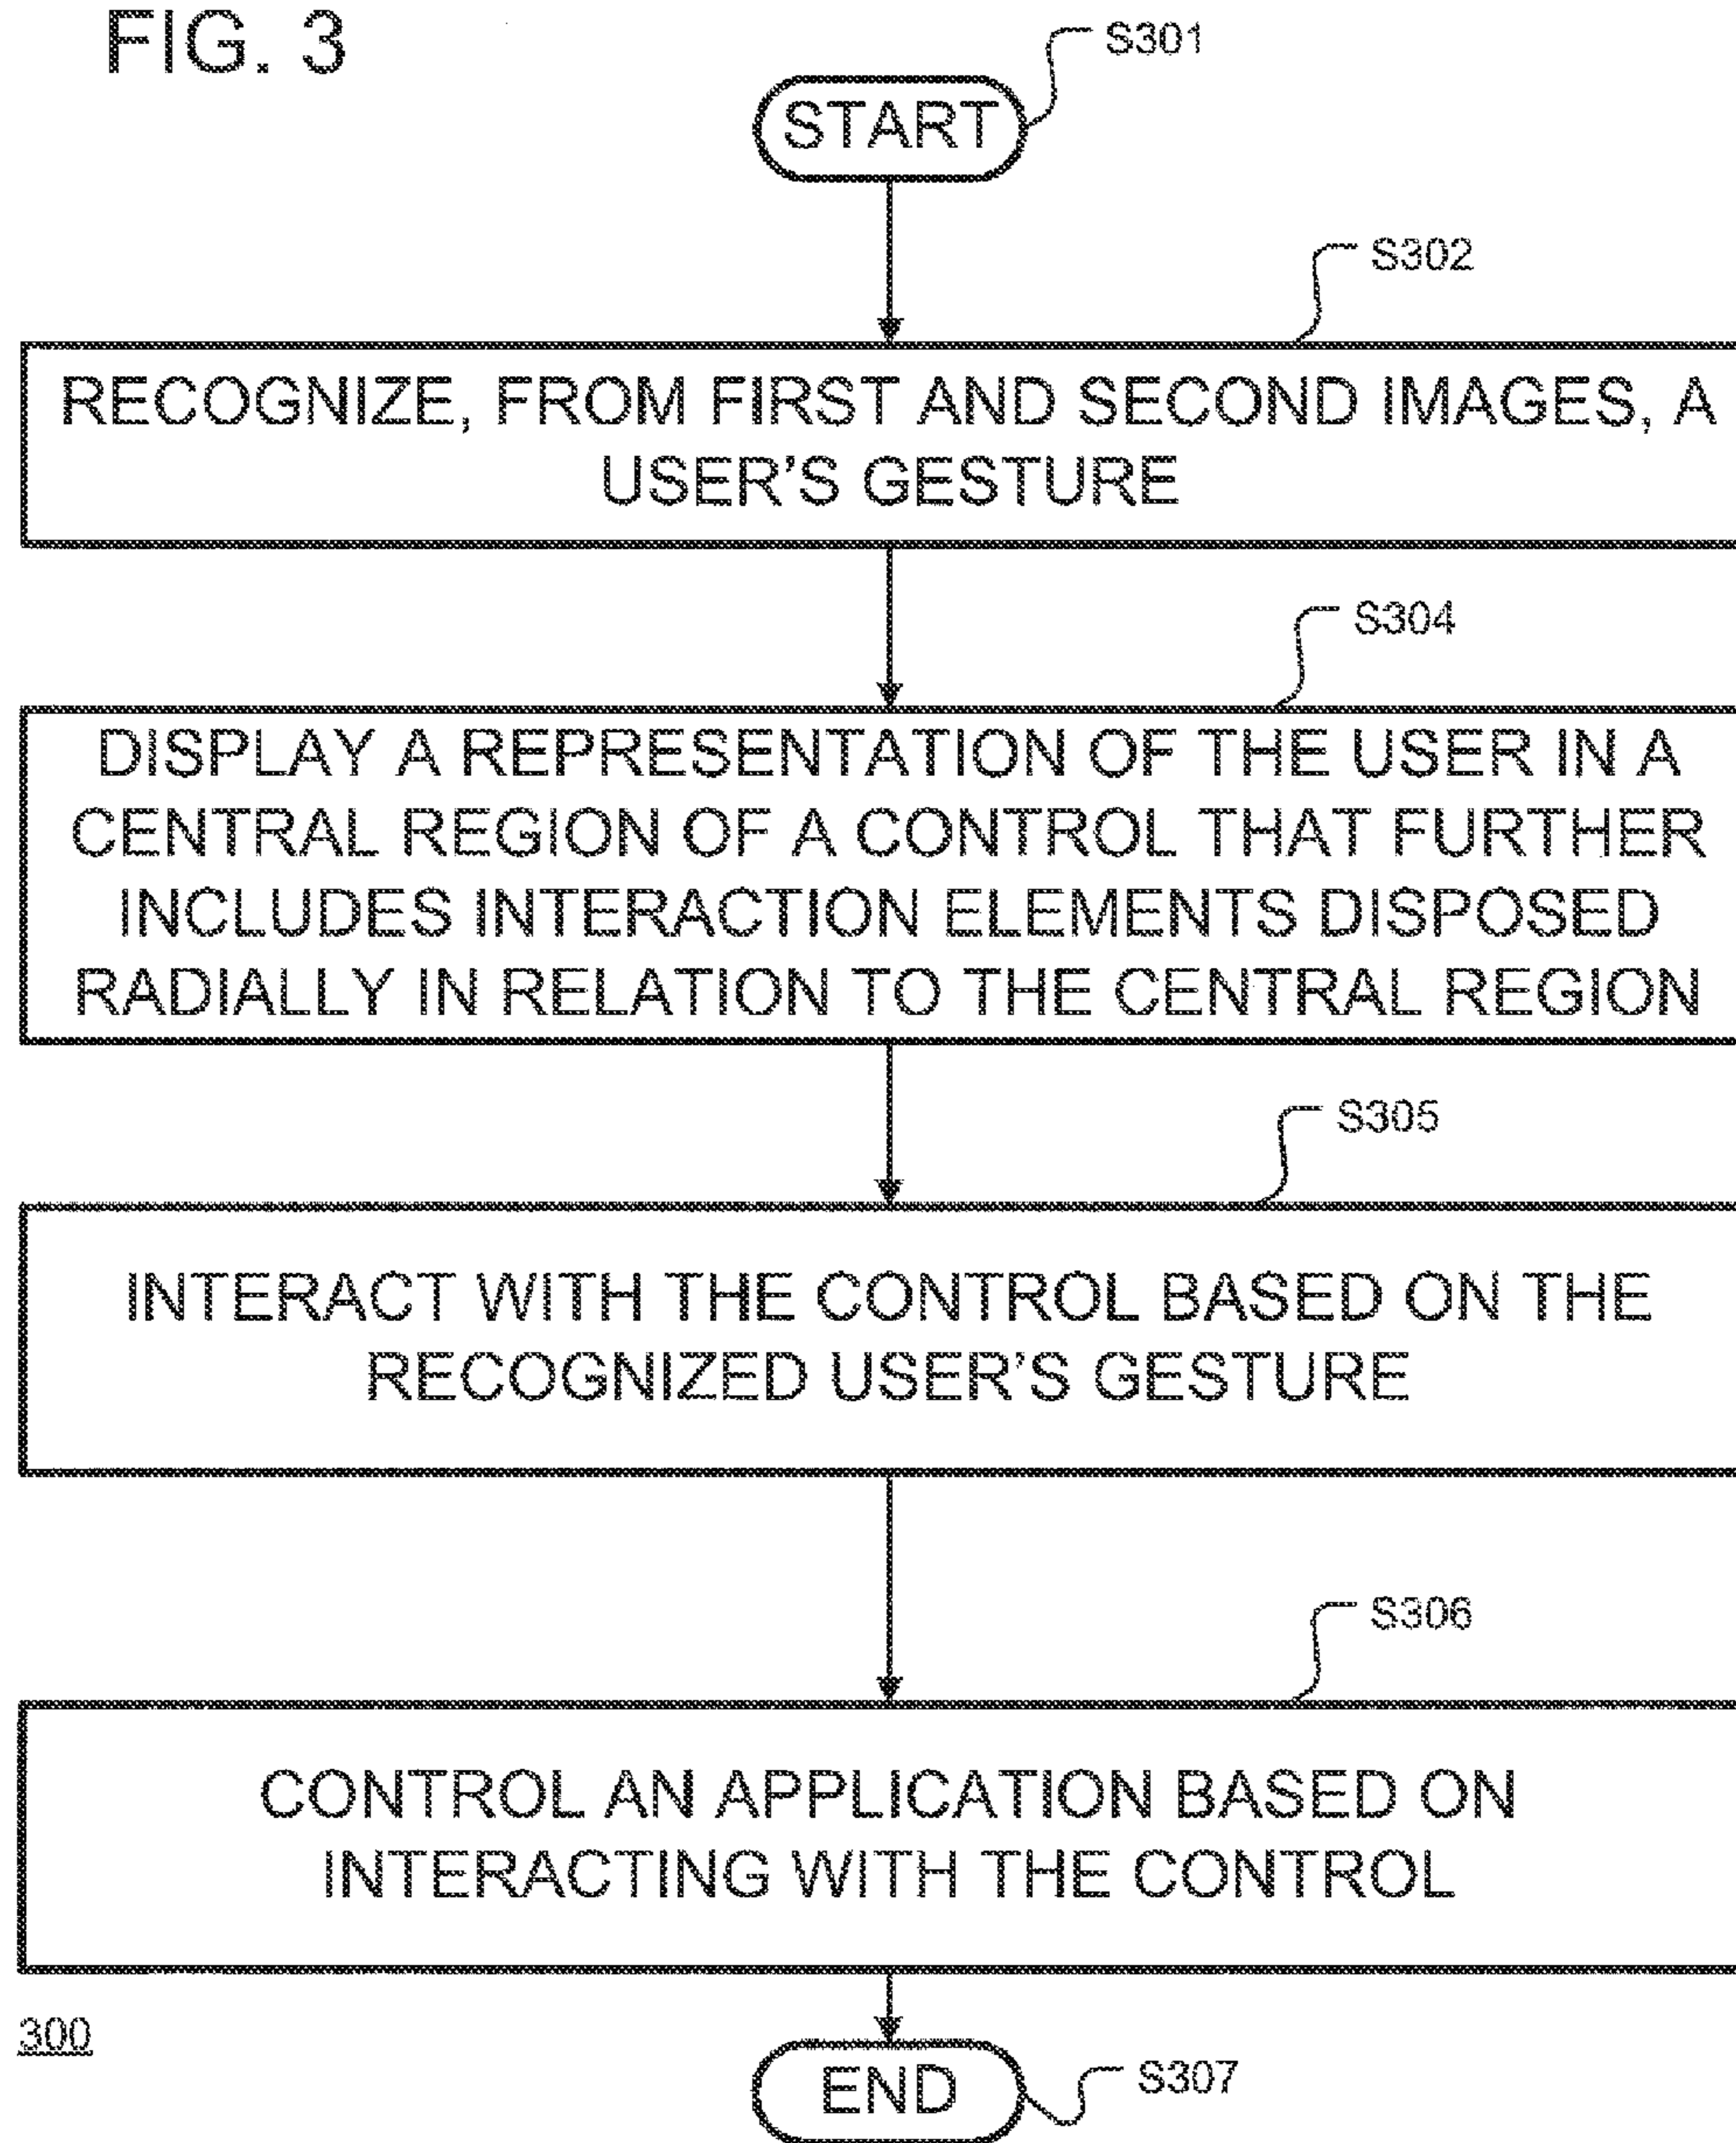 FIG. 3
S301
START
S302
RECOGNIZE, FROM FIRST AND SECOND IMAGES, A
USER'S GESTURE
S304
DISPLAY A REPRESENTATION OF THE USER IN A
CENTRAL REGION OF A CONTROL THAT FURTHER
INCLUDES INTERACTION ELEMENTS DISPOSED
RADIALLY IN RELATION TO THE CENTRAL REGION
S305
INTERACT WITH THE CONTROL BASED ON THE
RECOGNIZED USER'S GESTURE
S306
CONTROL AN APPLICATION BASED ON
INTERACTING WITH THE CONTROL
300
END
S307